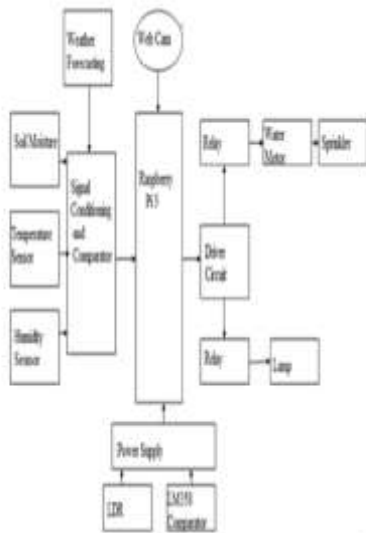 Weather
Forecasting
Web Cam
Soil Moisture
Temperature
Sensor
Humidity
Sensor
Signal
Conditioning
and
Comparator
Raspberry
Pi 3
Relay
Water
Motor
Sprinkler
Driver
Circuit
Relay
Lamp
Power Supply
LDR
LM358
Comparator